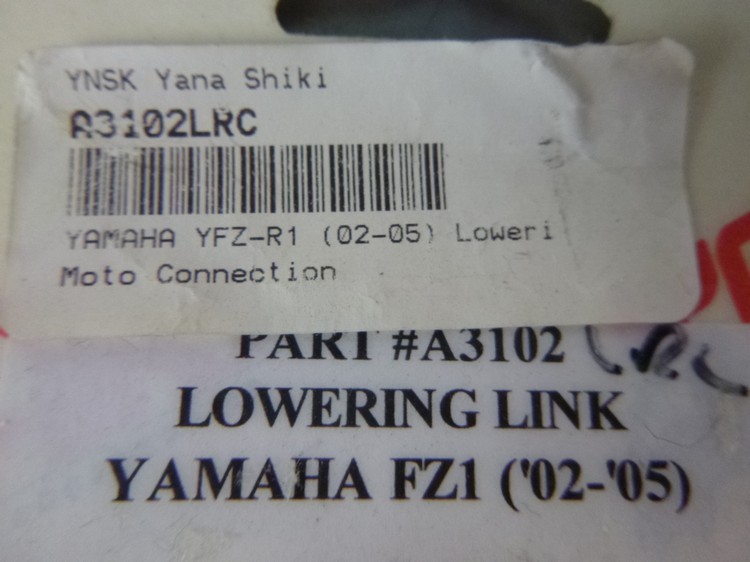 YNSK Yana Shiki
A3102LRC
YAMAHA YFZ-R1 (02-05) Loweri
Moto Connection
PART #A3102
LOWERING LINK
YAMAHA FZ1 ('02-'05)